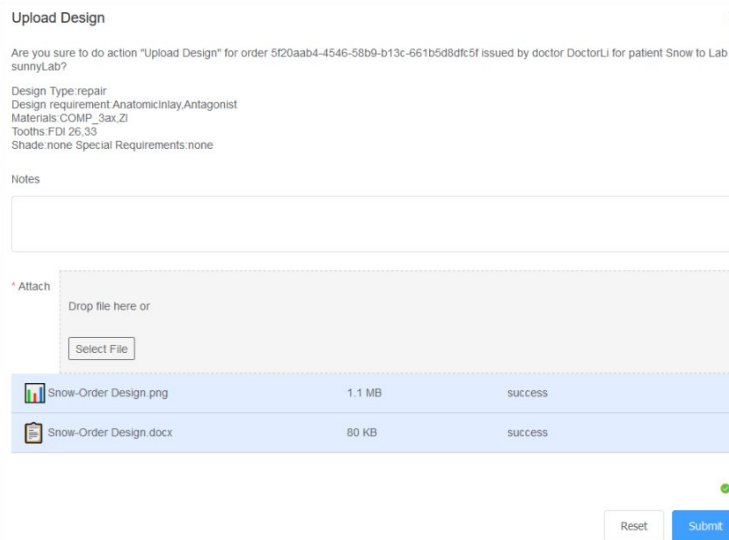 Upload Design
Are you sure to do action "Upload Design" for order 5f20aab4-4546-58b9-b13c-661b5d8dfc5f issued by doctor DoctorLi for patient Snow to Lab
sunnyLab?
Design Type:repair
Design requirement:AnatomicInlay,Antagonist
Materials:COMP_3ax,ZI
Tooths:FDI 26,33
Shade:none Special Requirements:none
Notes
* Attach
Drop file here or
Select File
Snow-Order Design.png 1.1 MB success
Snow-Order Design.docx 80 KB success
Reset Submit